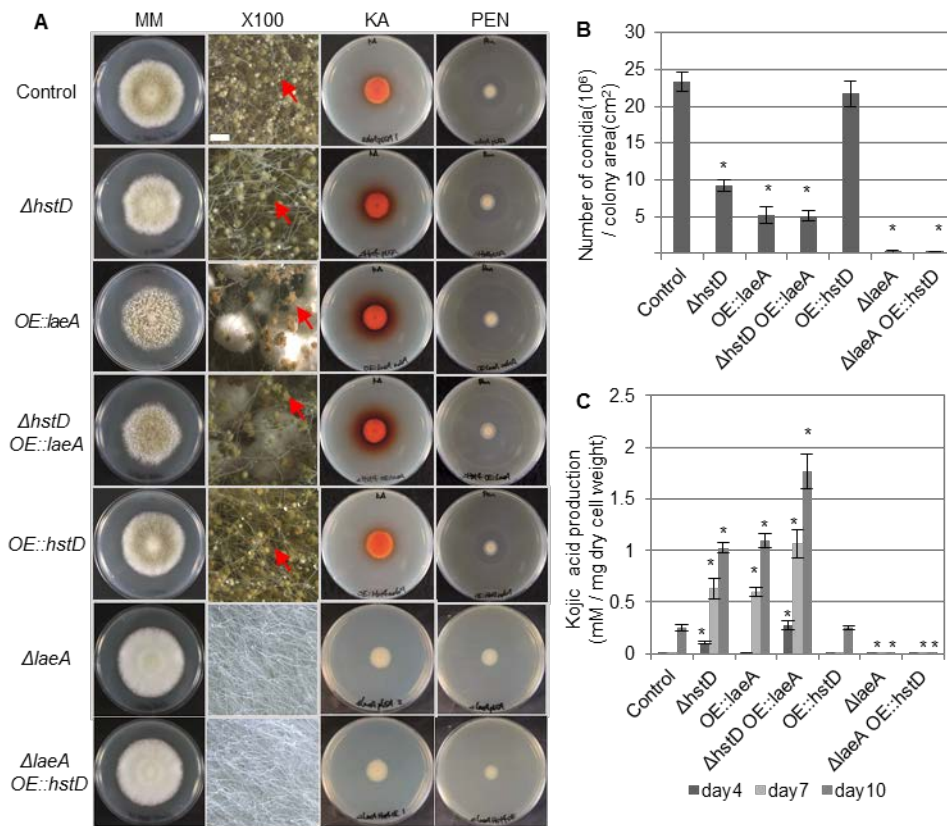 A
MM
X100
KA
PEN
Control
ΔhstD
OE::laeA
ΔhstD
OE::laeA
OE::hstD
ΔlaeA
ΔlaeA
OE::hstD
B
Number of conidia(10⁶)
/ colony area(cm²)
30
25
20
15
10
5
*
*
*
*
*
Control
ΔhstD
OE::laeA
ΔhstD OE::laeA
OE::hstD
ΔlaeA
ΔlaeA OE::hstD
C
Kojic acid production
(mM / mg dry cell weight)
2.5
2
1.5
1
0.5
0
* * *
* *
* * *
* *
* *
Control
ΔhstD
OE::laeA
ΔhstD OE::laeA
OE::hstD
ΔlaeA
ΔlaeA OE::hstD
day4 day7 day10